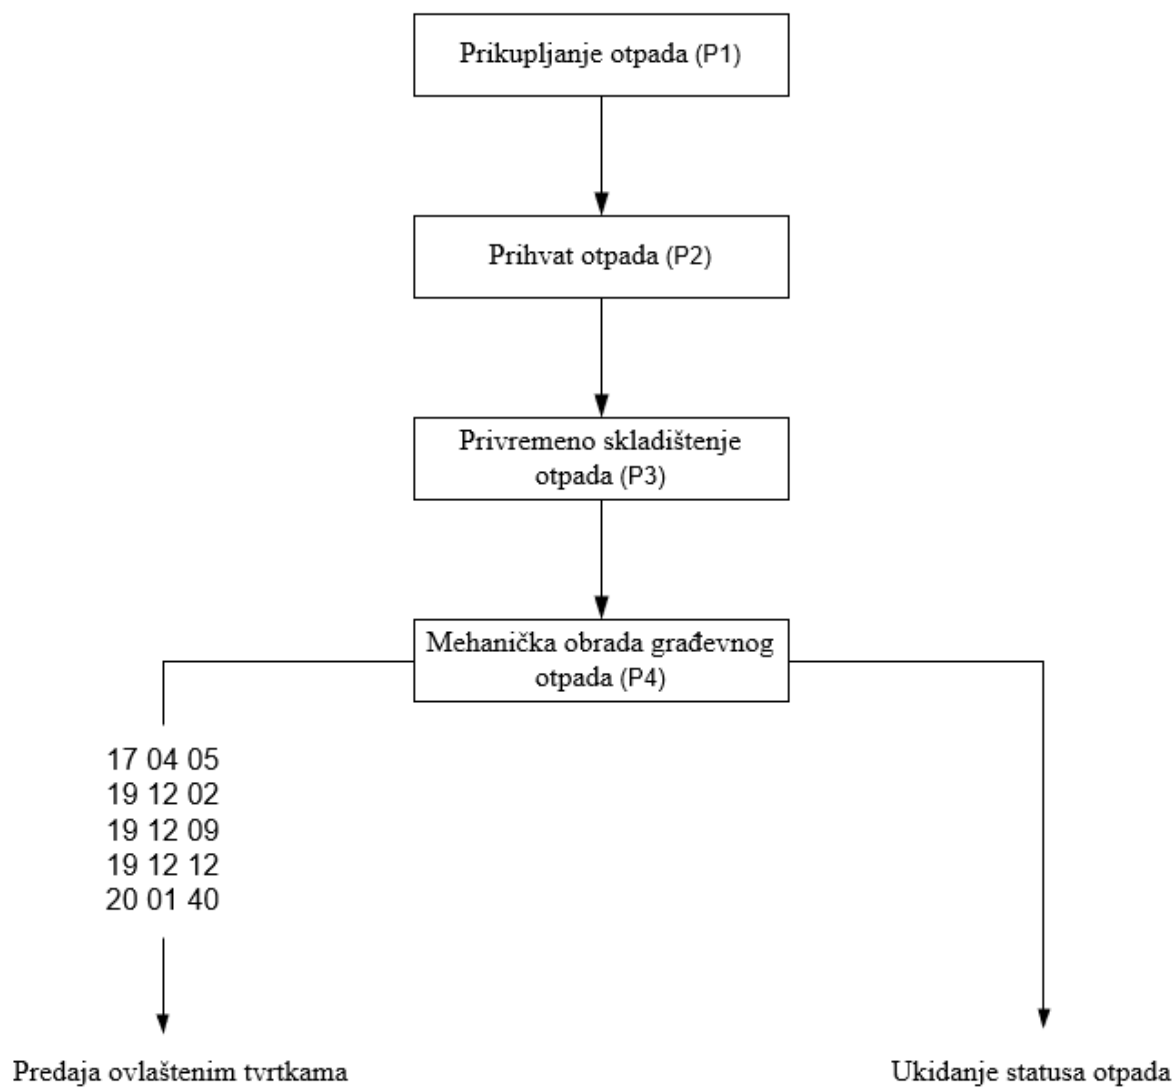 Prikupljanje otpada (P1)
Prihvat otpada (P2)
Privremeno skladištenje
otpada (P3)
Mehanička obrada građevnog
otpada (P4)
17 04 05
19 12 02
19 12 09
19 12 12
20 01 40
Predaja ovlaštenim tvrtkama
Ukidanje statusa otpada